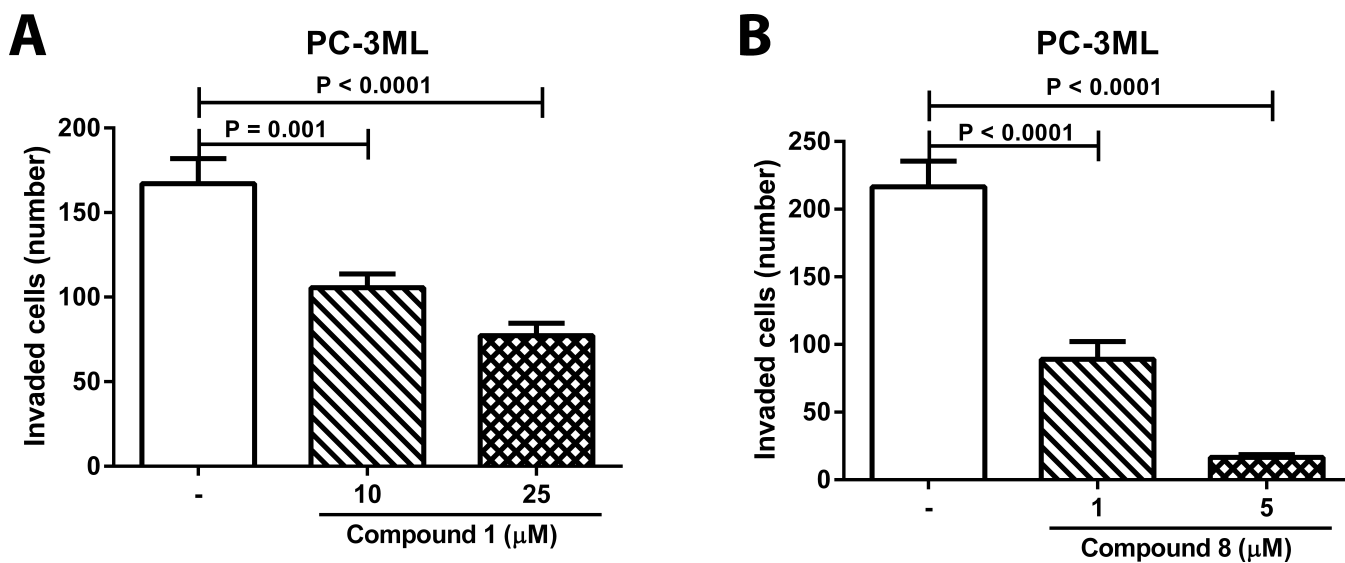 A
PC-3ML
P < 0.0001
P = 0.001
Invaded cells (number)
200
150
100
50
0
-
10
25
Compound 1 (μM)
B
PC-3ML
P < 0.0001
P < 0.0001
Invaded cells (number)
250
200
150
100
50
0
-
1
5
Compound 8 (μM)